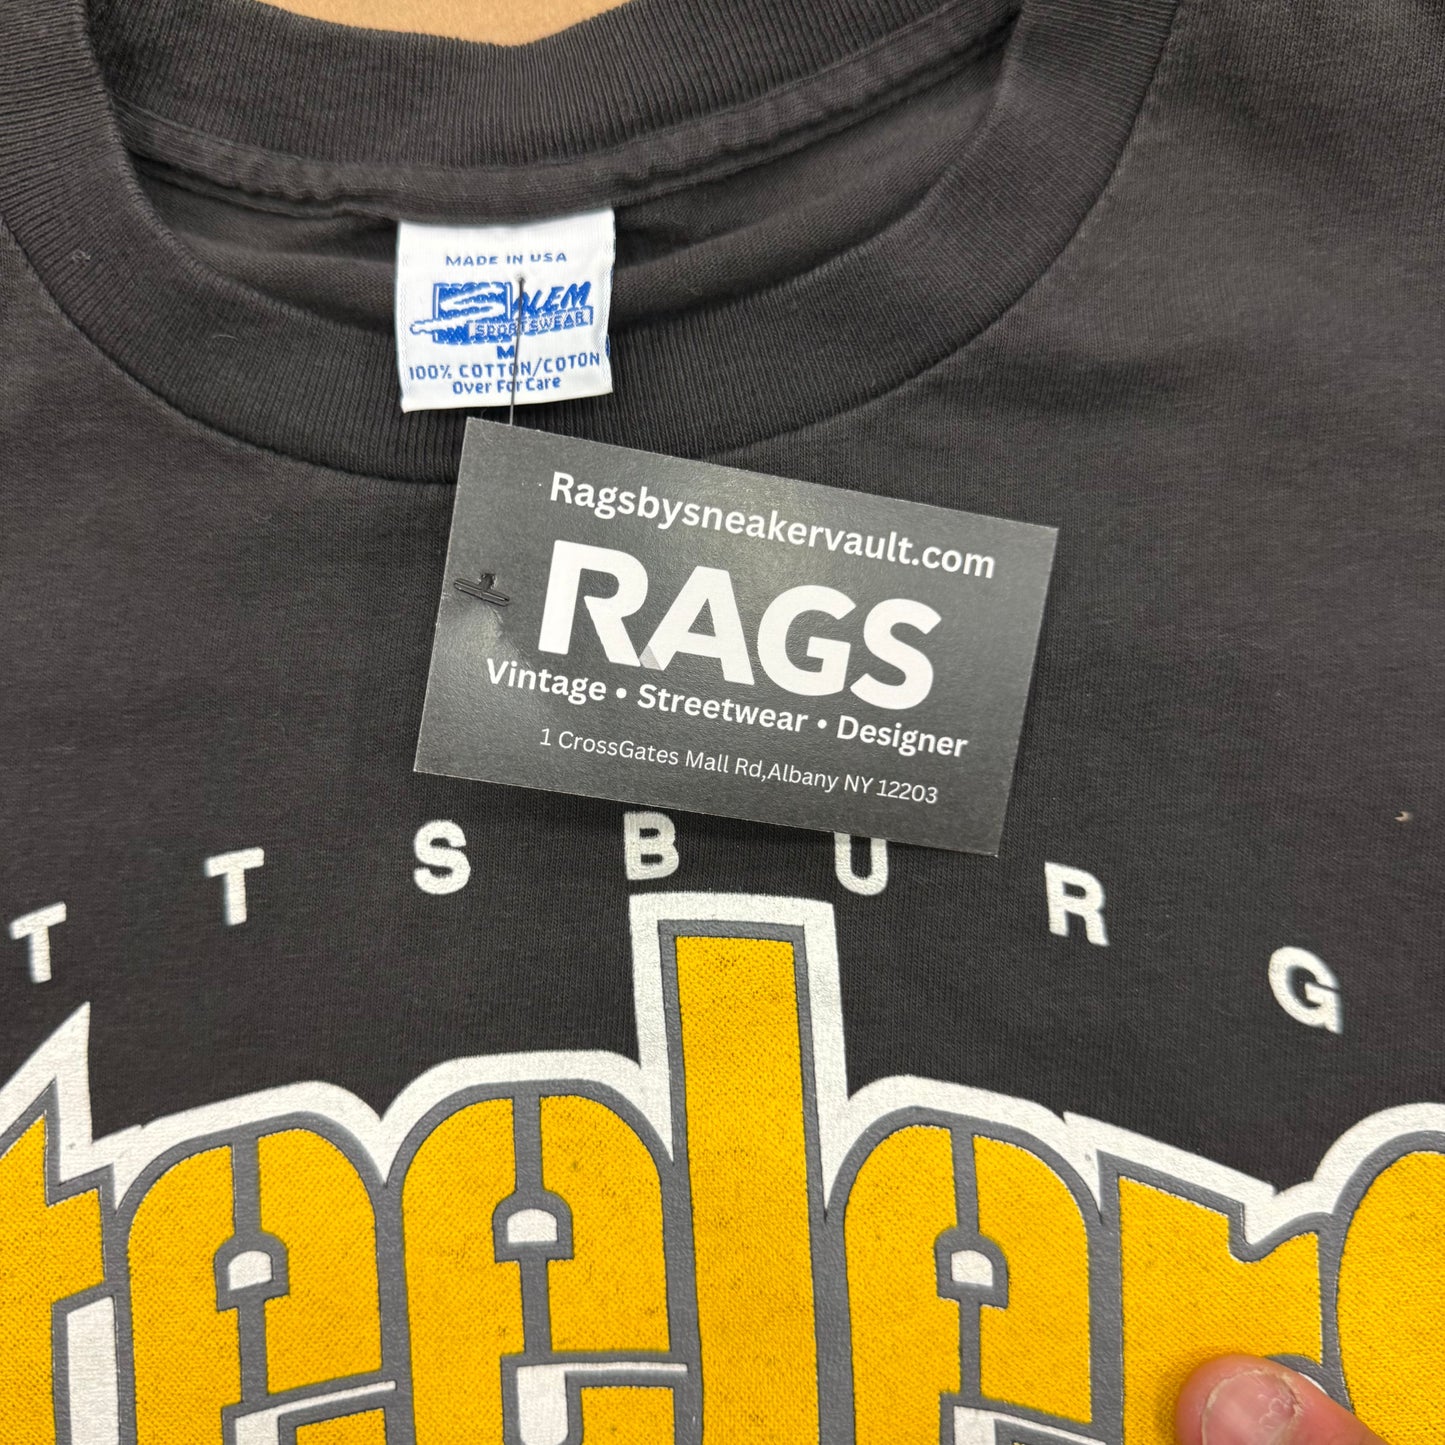 MADE IN USA
SALEM
SPORTSWEAR
M
100% COTTON/COTON
Over For Care
Ragsbysneakervault.com
RAGS
Vintage • Streetwear • Designer
1 CrossGates Mall Rd,Albany NY 12203
TTSBURG
teelers